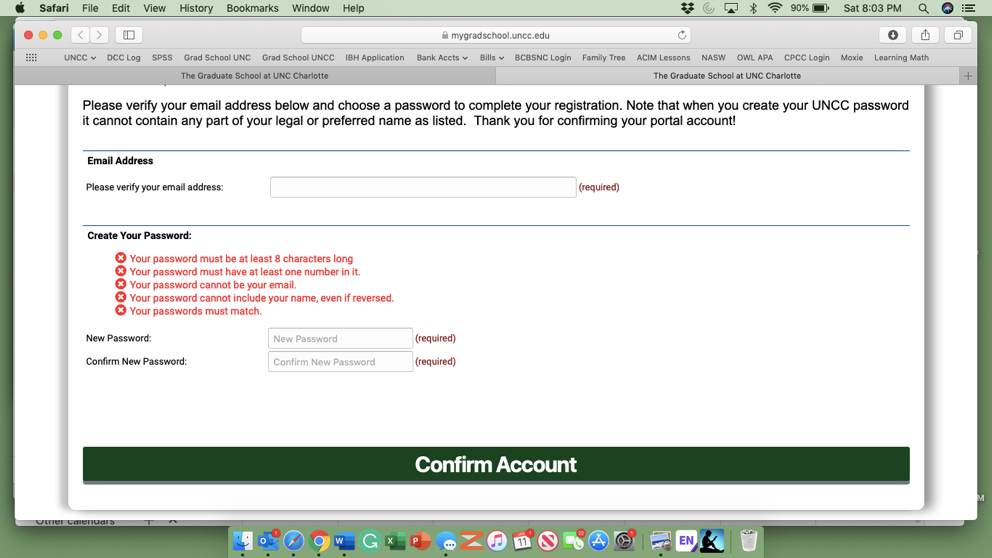 Safari File Edit View History Bookmarks Window Help 90% Sat 8:03 PM
mygradschool.uncc.edu
UNCC DCC Log SPSS Grad School UNC Grad School UNCC IBH Application Bank Accts Bills BCBSNC Login Family Tree ACIM Lessons NASW OWL APA CPCC Login Moxie Learning Math
The Graduate School at UNC Charlotte The Graduate School at UNC Charlotte
Please verify your email address below and choose a password to complete your registration. Note that when you create your UNCC password
it cannot contain any part of your legal or preferred name as listed. Thank you for confirming your portal account!
Email Address
Please verify your email address: (required)
Create Your Password:
Your password must be at least 8 characters long
Your password must have at least one number in it.
Your password cannot be your email.
Your password cannot include your name, even if reversed.
Your passwords must match.
New Password: New Password (required)
Confirm New Password: Confirm New Password (required)
Confirm Account
Other calendars
EN